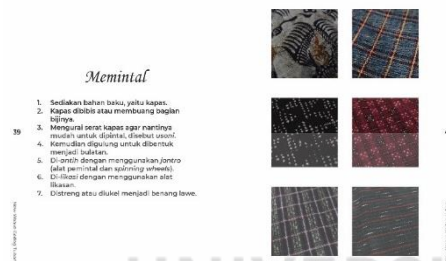 Memintal
1. Sediakan bahan baku, yaitu kapas.
2. Kapas dibibis atau membuang bagian
bijinya.
3. Mengurai serat kapas agar nantinya
mudah untuk dipintal, disebut usoni.
4. Kemudian digulung untuk dibentuk
menjadi bulatan.
5. Di-antih dengan menggunakan jantro
(alat pemintal dan spinning wheels).
6. Di-likasi dengan menggunakan alat
likasan.
7. Distreng atau diukel menjadi benang lawe.
39